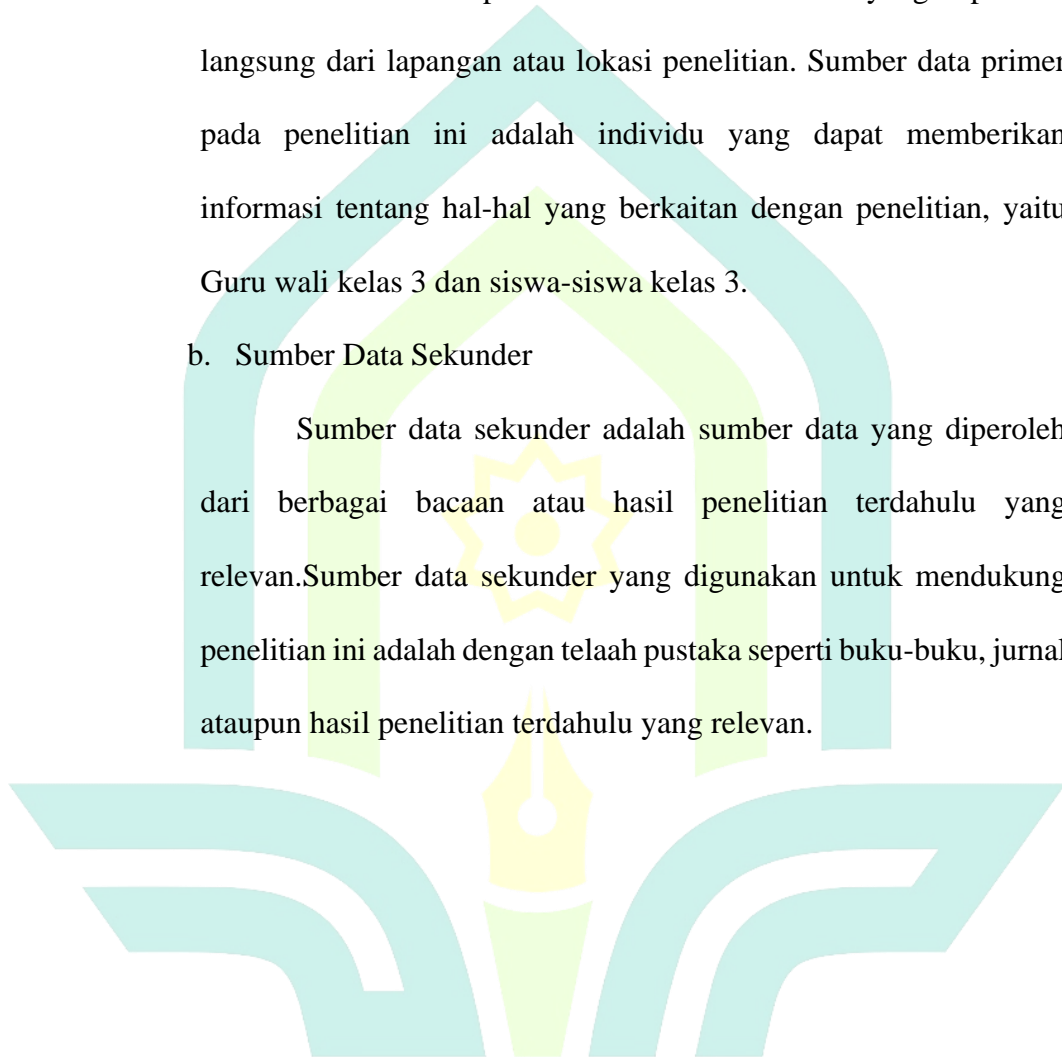 langsung dari lapangan atau lokasi penelitian. Sumber data primer
pada penelitian ini adalah individu yang dapat memberikan
informasi tentang hal-hal yang berkaitan dengan penelitian, yaitu
Guru wali kelas 3 dan siswa-siswa kelas 3.
b. Sumber Data Sekunder
Sumber data sekunder adalah sumber data yang diperoleh
dari berbagai bacaan atau hasil penelitian terdahulu yang
relevan.Sumber data sekunder yang digunakan untuk mendukung
penelitian ini adalah dengan telaah pustaka seperti buku-buku, jurnal
ataupun hasil penelitian terdahulu yang relevan.